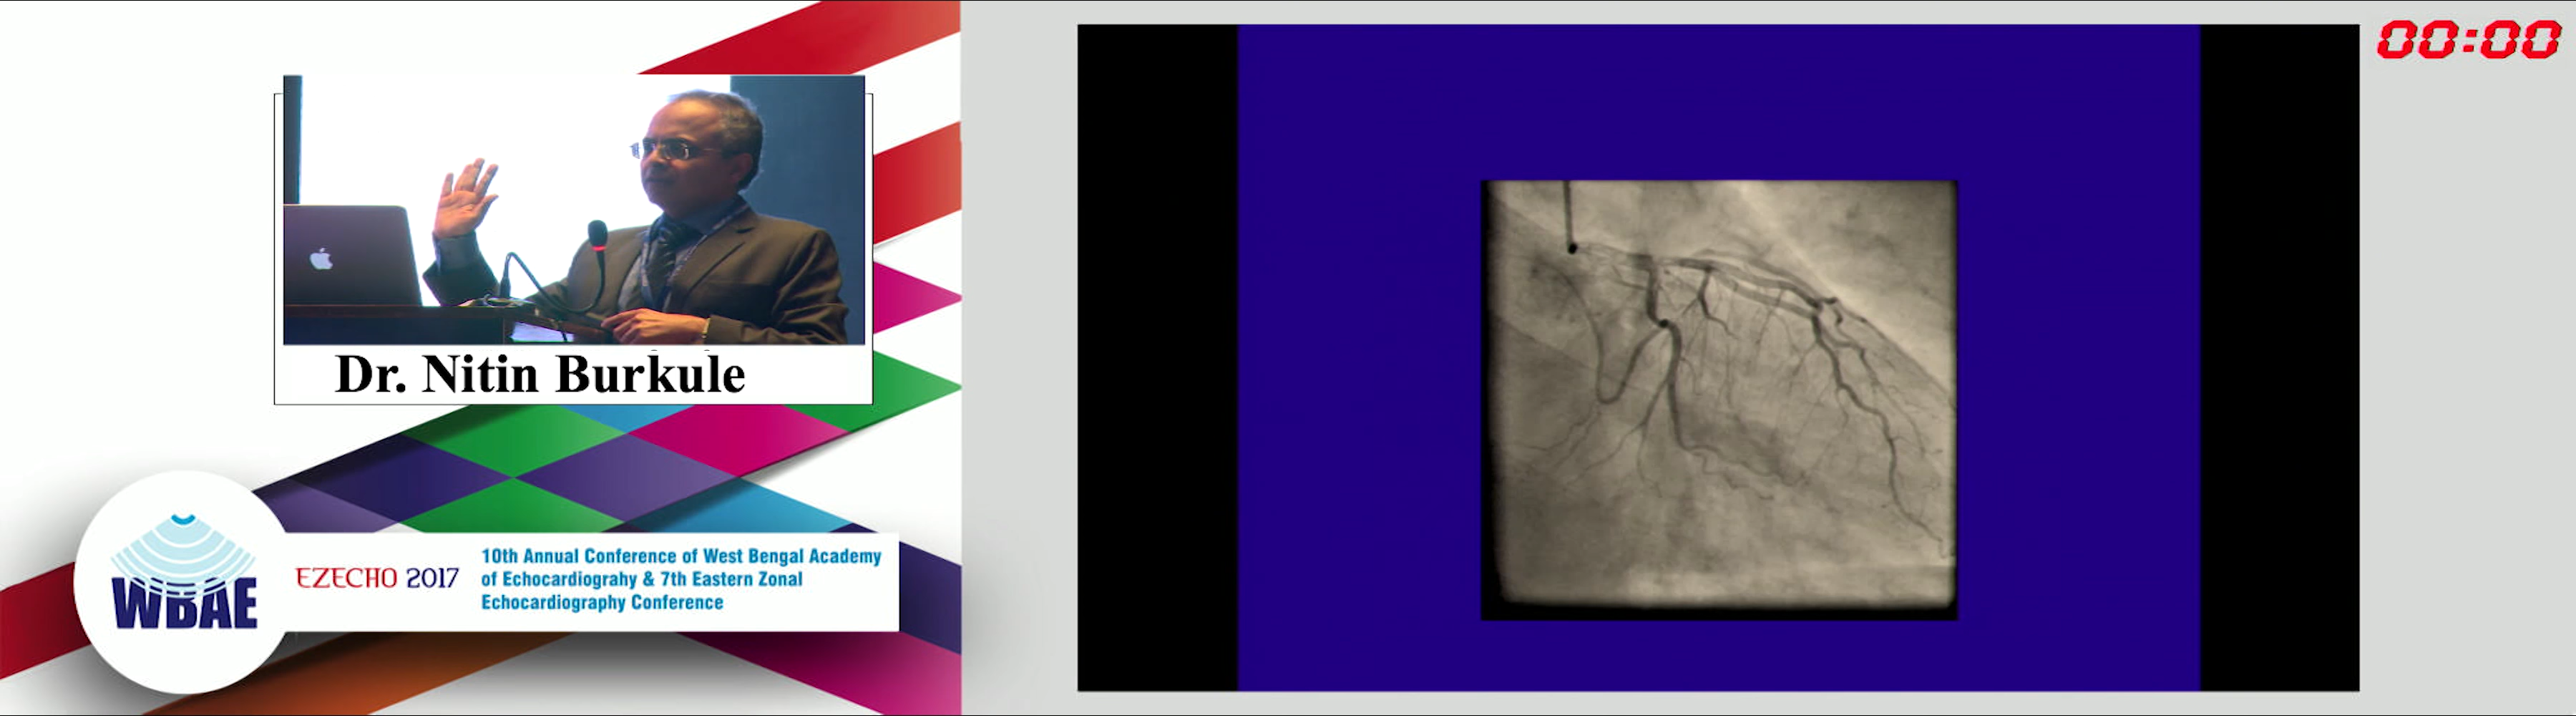 00:00
Dr. Nitin Burkule
WBAE
EZECHO 2017
10th Annual Conference of West Bengal Academy
of Echocardiograhy & 7th Eastern Zonal
Echocardiography Conference